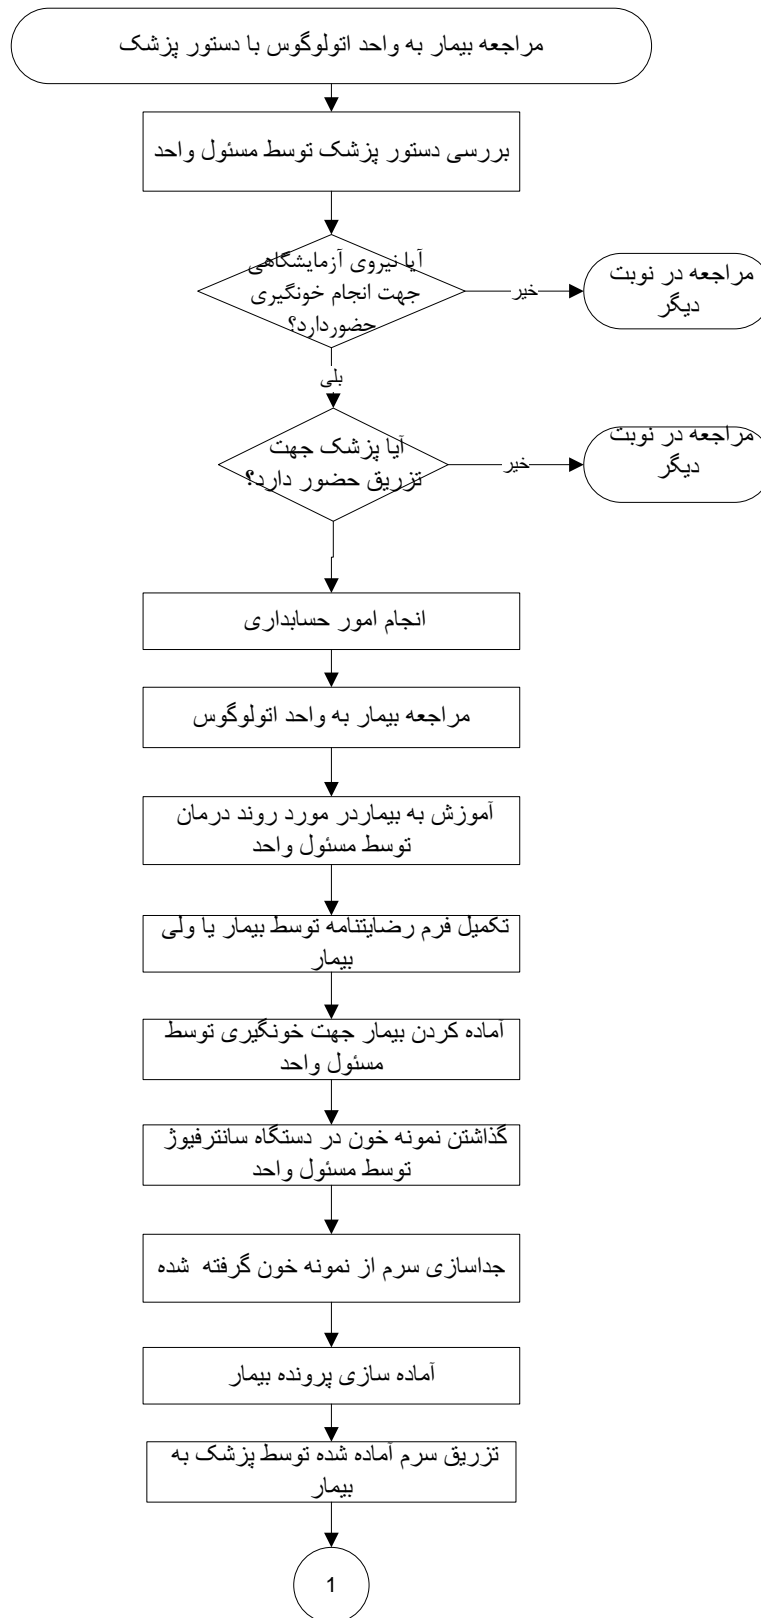 مراجعه بیمار به واحد اتولوگوس با دستور پزشک
بررسی دستور پزشک توسط مسئول واحد
آیا نیروی آزمایشگاهی
جهت انجام خونگیری
حضوردارد؟
خیر
مراجعه در نوبت
دیگر
بلی
آیا پزشک جهت
تزریق حضور دارد؟
خیر
مراجعه در نوبت
دیگر
انجام امور حسابداری
مراجعه بیمار به واحد اتولوگوس
آموزش به بیماردر مورد روند درمان
توسط مسئول واحد
تکمیل فرم رضایتنامه توسط بیمار یا ولی
بیمار
آماده کردن بیمار جهت خونگیری توسط
مسئول واحد
گذاشتن نمونه خون در دستگاه سانترفیوژ
توسط مسئول واحد
جداسازی سرم از نمونه خون گرفته شده
آماده سازی پرونده بیمار
تزریق سرم آماده شده توسط پزشک به
بیمار
1